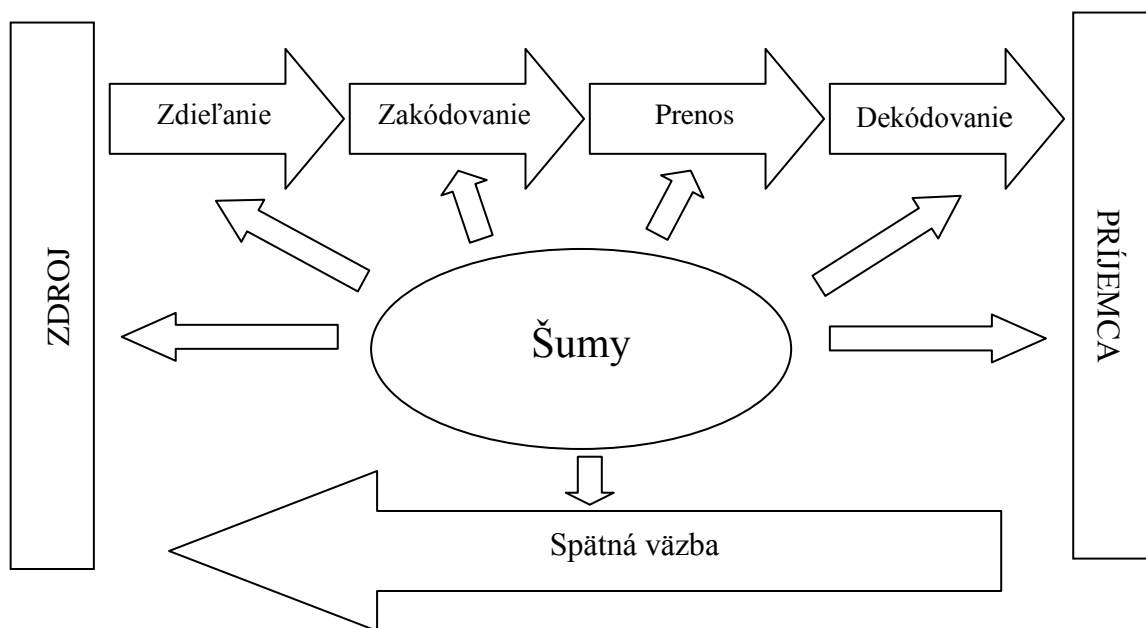 ZDROJ
Zdieľanie
Zakódovanie
Prenos
Dekódovanie
PRÍJEMCA
Šumy
Spätná väzba